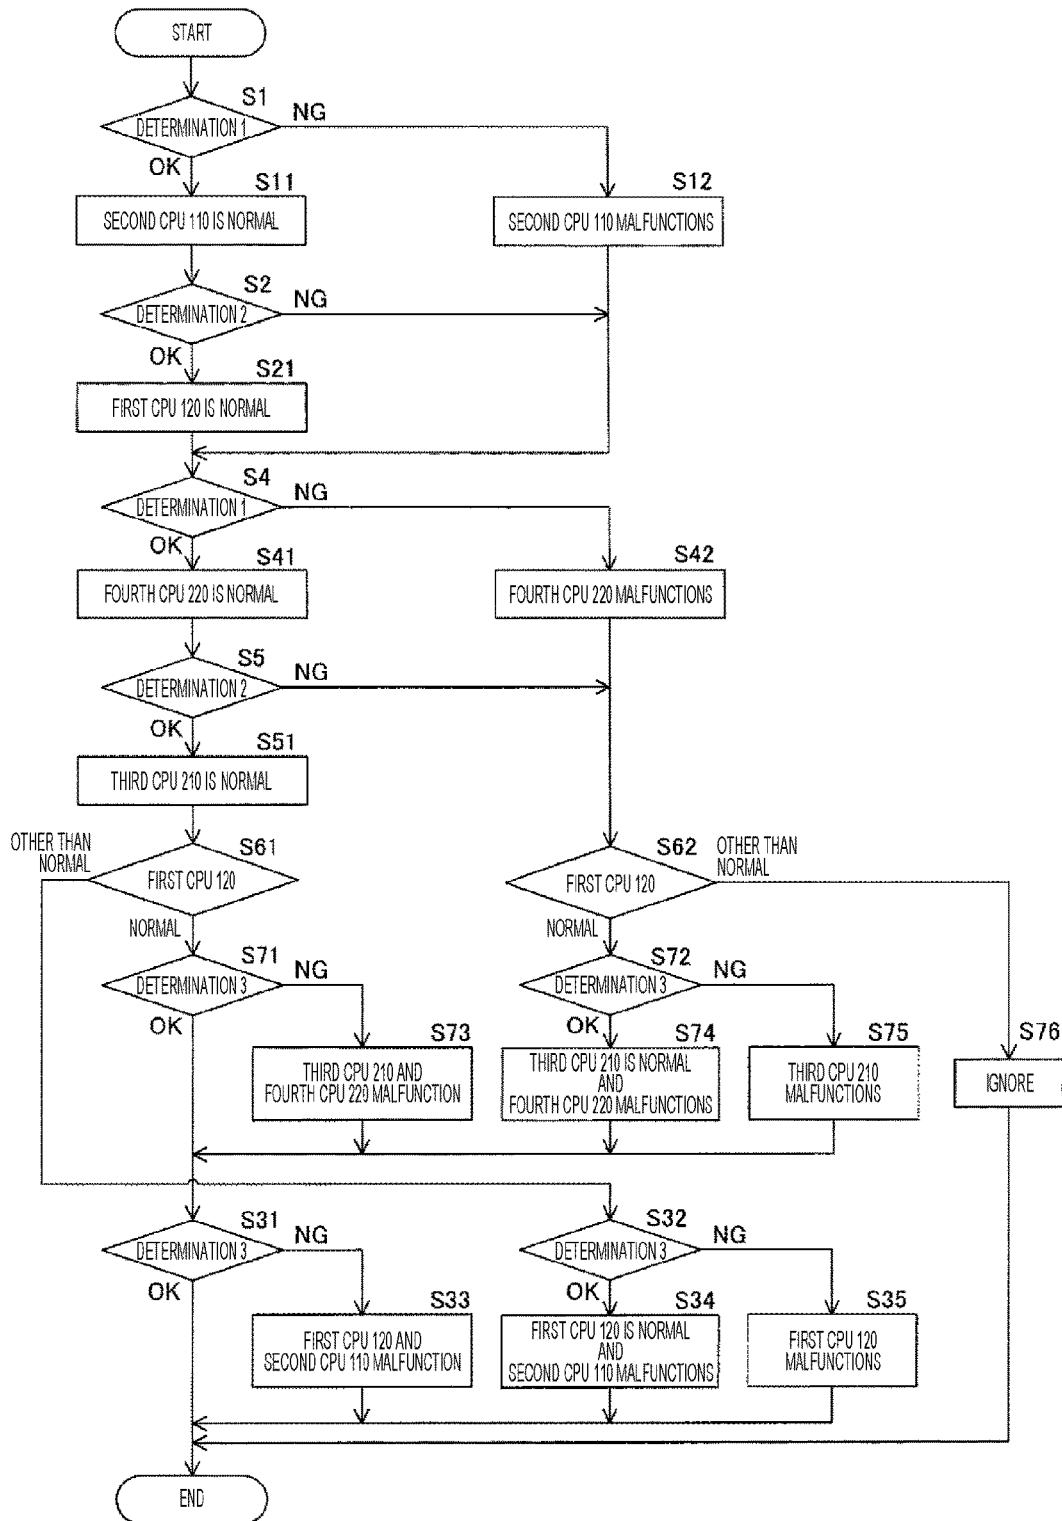 START
S1
NG
DETERMINATION 1
OK
S11
S12
SECOND CPU 110 IS NORMAL
SECOND CPU 110 MALFUNCTIONS
S2
NG
DETERMINATION 2
OK
S21
FIRST CPU 120 IS NORMAL
S4
NG
DETERMINATION 1
OK
S41
S42
FOURTH CPU 220 IS NORMAL
FOURTH CPU 220 MALFUNCTIONS
S5
NG
DETERMINATION 2
OK
S51
THIRD CPU 210 IS NORMAL
OTHER THAN
NORMAL
S61
FIRST CPU 120
NORMAL
S62
OTHER THAN
NORMAL
FIRST CPU 120
NORMAL
S71
NG
DETERMINATION 3
OK
S72
NG
DETERMINATION 3
OK
S73
THIRD CPU 210 AND
FOURTH CPU 220 MALFUNCTION
S74
THIRD CPU 210 IS NORMAL
AND
FOURTH CPU 220 MALFUNCTIONS
S75
THIRD CPU 210
MALFUNCTIONS
S76
IGNORE
S31
NG
DETERMINATION 3
OK
S32
NG
DETERMINATION 3
OK
S33
FIRST CPU 120 AND
SECOND CPU 110 MALFUNCTION
S34
FIRST CPU 120 IS NORMAL
AND
SECOND CPU 110 MALFUNCTIONS
S35
FIRST CPU 120
MALFUNCTIONS
END